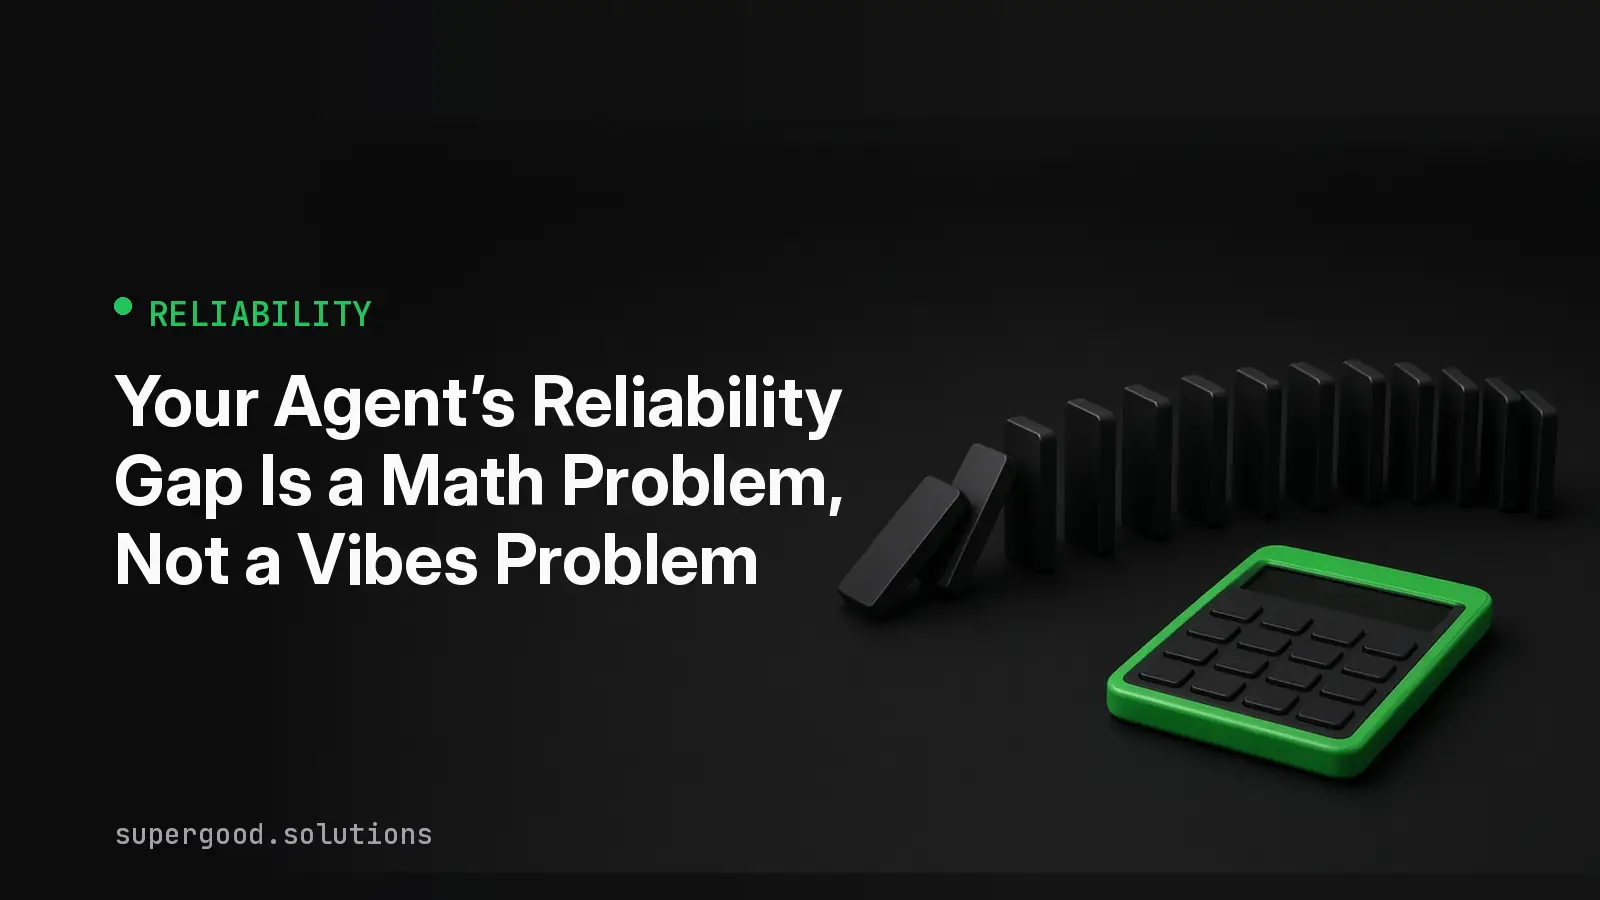 RELIABILITY
Your Agent’s Reliability
Gap Is a Math Problem,
Not a Vibes Problem
supergood.solutions